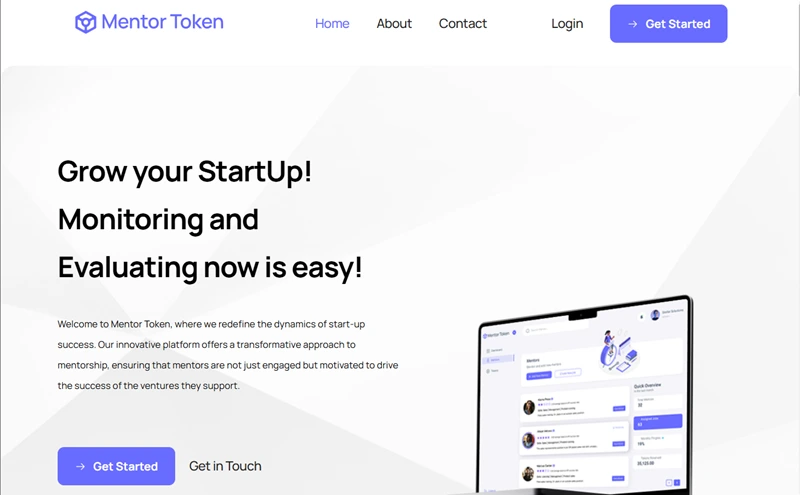 Mentor Token
Home
About
Contact
Login
Get Started
Grow your StartUp!
Monitoring and
Evaluating now is easy!
Welcome to Mentor Token, where we redefine the dynamics of start-up
success. Our innovative platform offers a transformative approach to
mentorship, ensuring that mentors are not just engaged but motivated to drive
the success of the ventures they support.
Get Started
Get in Touch
Mentor Token
Mentors
Quick Overview